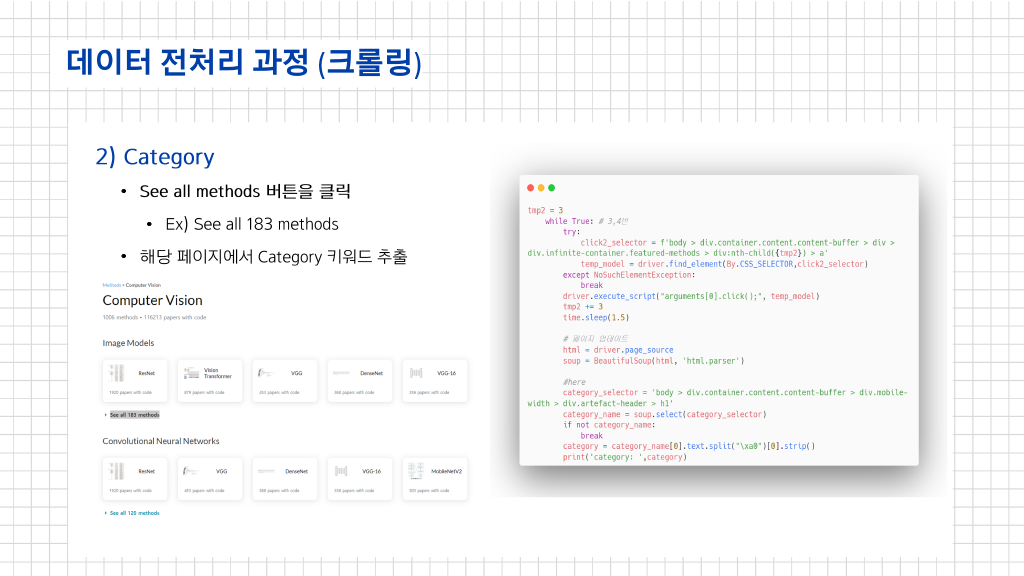 데이터 전처리 과정 (크롤링)
2) Category
• See all methods 버튼을 클릭
• Ex) See all 183 methods
• 해당 페이지에서 Category 키워드 추출
Methods • Computer Vision
Computer Vision
1006 methods • 116213 papers with code
Image Models
ResNet
Vision Transformer
VGG
DenseNet
VGG-16
papers with code
879 papers with code
papers with code
papers with code
papers with code
See all 183 methods
Convolutional Neural Networks
ResNet
VGG
DenseNet
VGG-16
MobileNetV2
papers with code
papers with code
papers with code
papers with code
papers with code
See all 120 methods
tmp2 = 3
while True: # 3,4번
try:
click2_selector = f'body > div.container.content.content-buffer > div >
div.infinite-container.featured-methods > div:nth-child({tmp2}) > a'
temp_model = driver.find_element(By.CSS_SELECTOR,click2_selector)
except NoSuchElementException:
break
driver.execute_script("arguments[0].click();", temp_model)
tmp2 += 3
time.sleep(1.5)
# 페이지 업데이트
html = driver.page_source
soup = BeautifulSoup(html, 'html.parser')
#here
category_selector = 'body > div.container.content.content-buffer > div.mobile-
width > div.artefact-header > h1'
category_name = soup.select(category_selector)
if not category_name:
break
category = category_name[0].text.split("\xa0")[0].strip()
print('category: ',category)